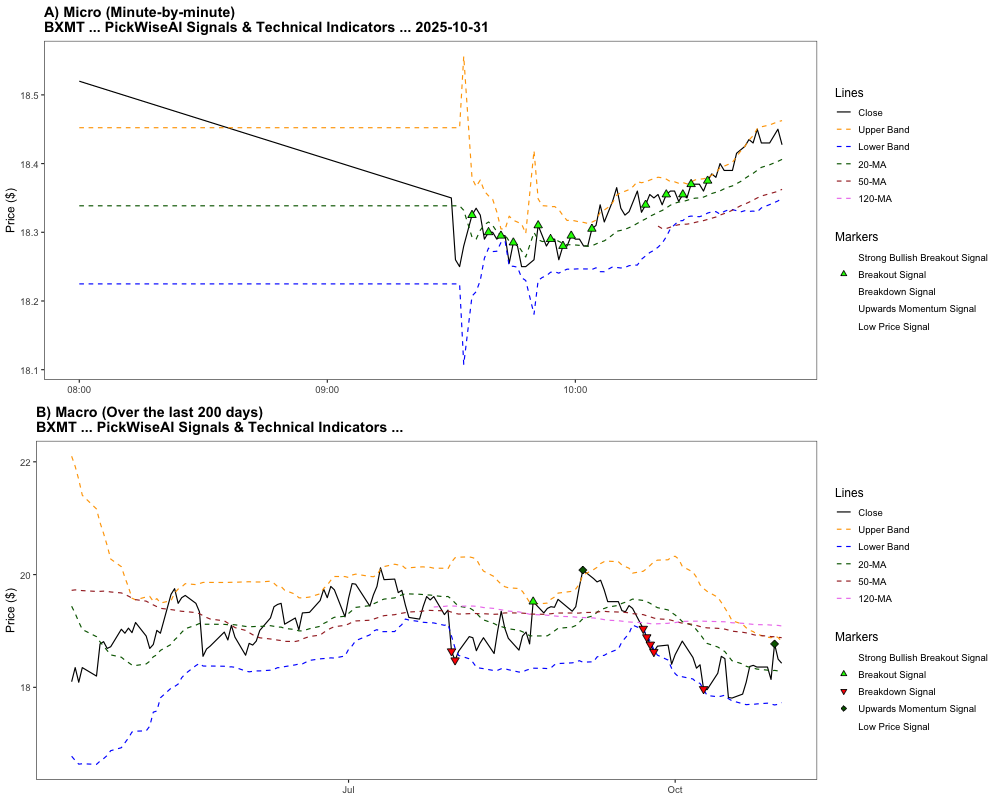 A) Micro (Minute-by-minute)
BXMT ... PickWiseAI Signals & Technical Indicators ... 2025-10-31
Price ($)
18.5
18.4
18.3
18.2
18.1
08:00
09:00
10:00
Lines
Close
Upper Band
Lower Band
20-MA
50-MA
120-MA
Markers
Strong Bullish Breakout Signal
Breakout Signal
Breakdown Signal
Upwards Momentum Signal
Low Price Signal
B) Macro (Over the last 200 days)
BXMT ... PickWiseAI Signals & Technical Indicators ...
Price ($)
22
20
18
Jul
Oct
Lines
Close
Upper Band
Lower Band
20-MA
50-MA
120-MA
Markers
Strong Bullish Breakout Signal
Breakout Signal
Breakdown Signal
Upwards Momentum Signal
Low Price Signal